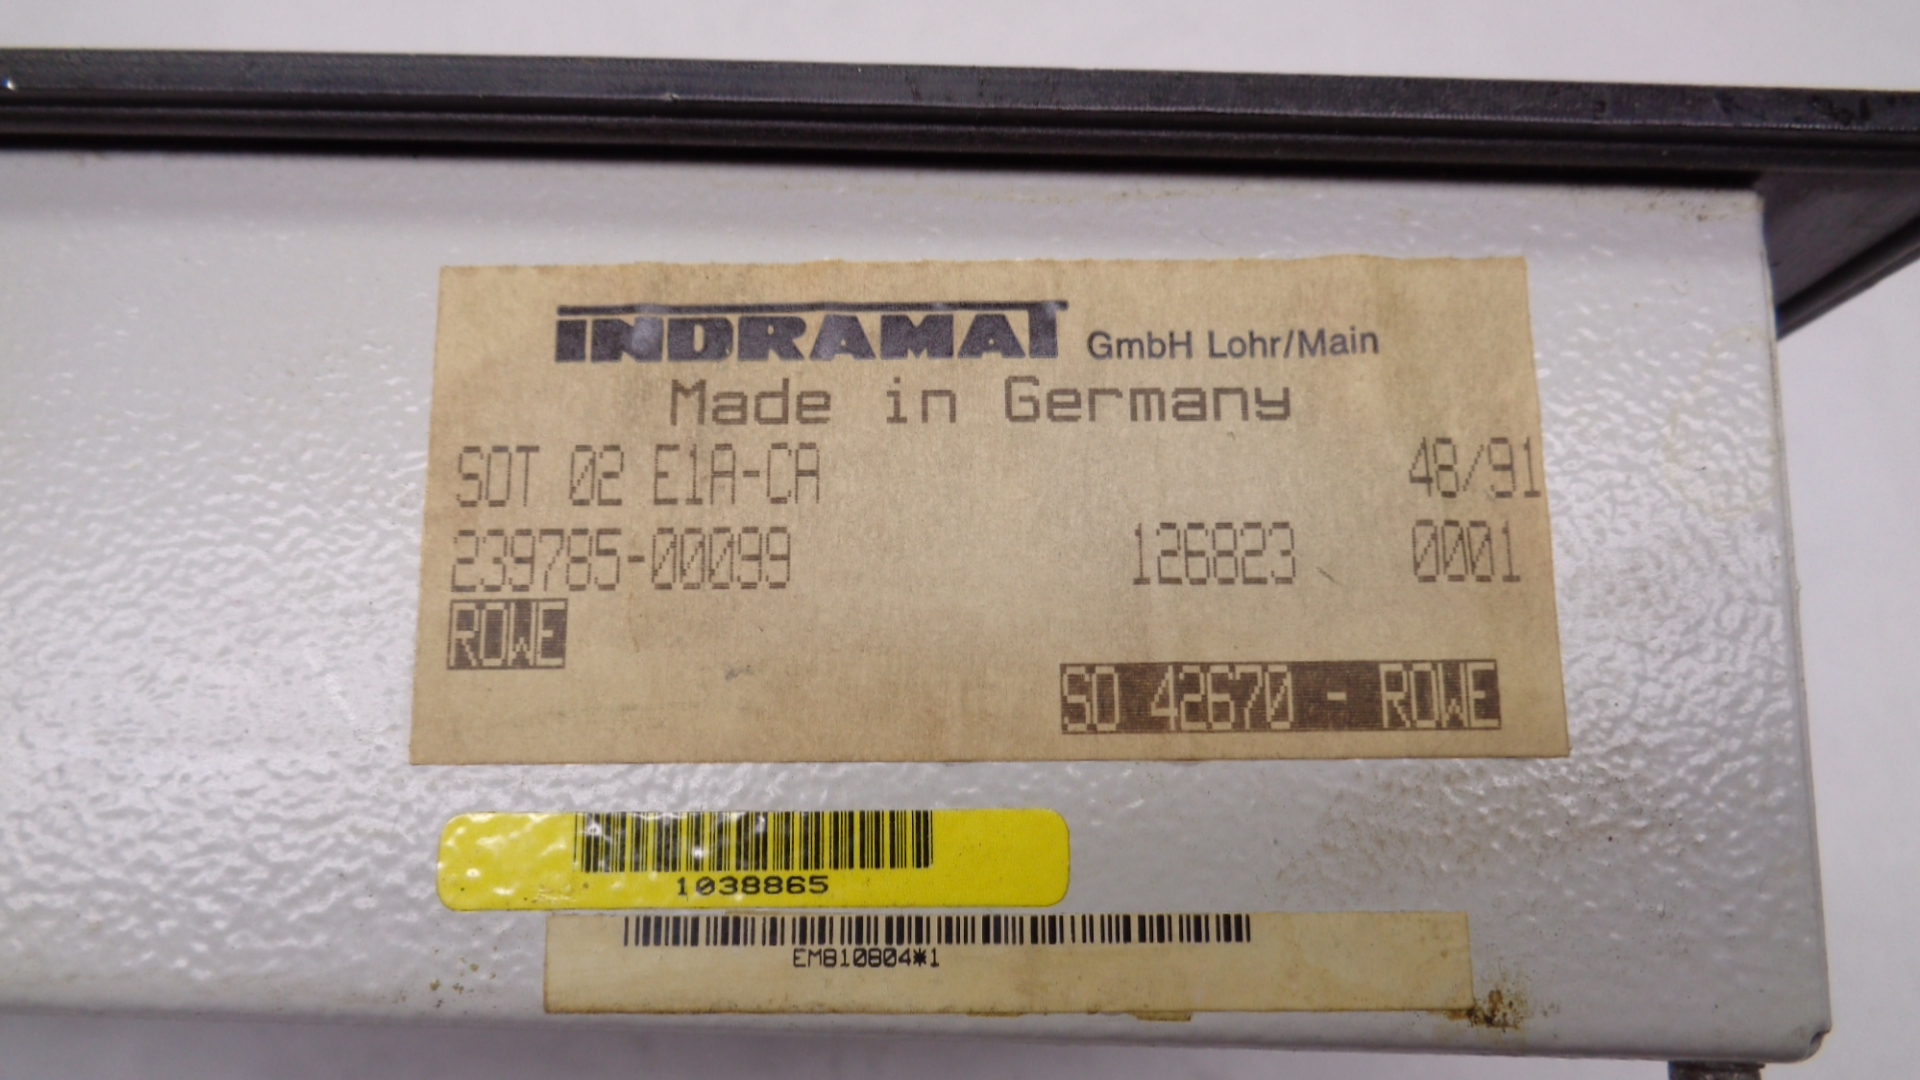 INDRAMAT GmbH Lohr/Main
Made in Germany
SOT 02 E1A-CA 48/91
239785-00099 126823 0001
ROWE
SO 42670 - ROWE
1038865
EM810804*1